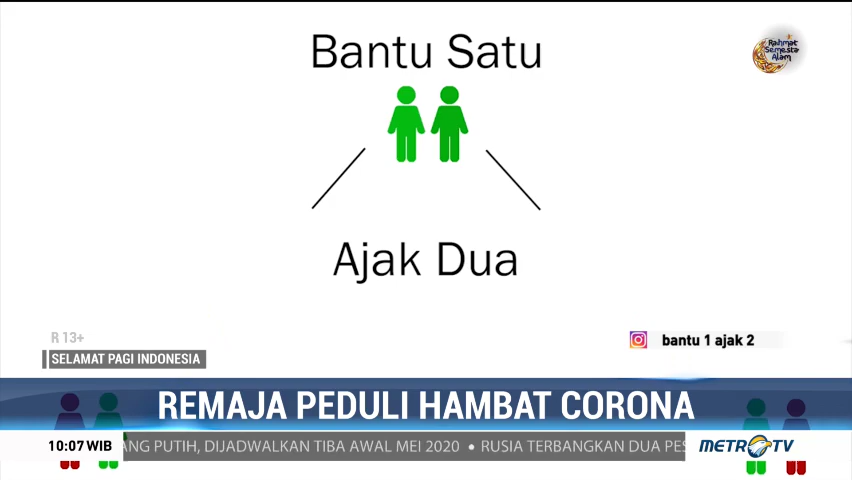 Bantu Satu
Rahmat
Semesta
Alam
Ajak Dua
R 13+
SELAMAT PAGI INDONESIA
bantu 1 ajak 2
REMAJA PEDULI HAMBAT CORONA
10:07 WIB
ANG PUTIH, DIJADWALKAN TIBA AWAL MEI 2020 • RUSIA TERBANGKAN DUA PES
METRO TV